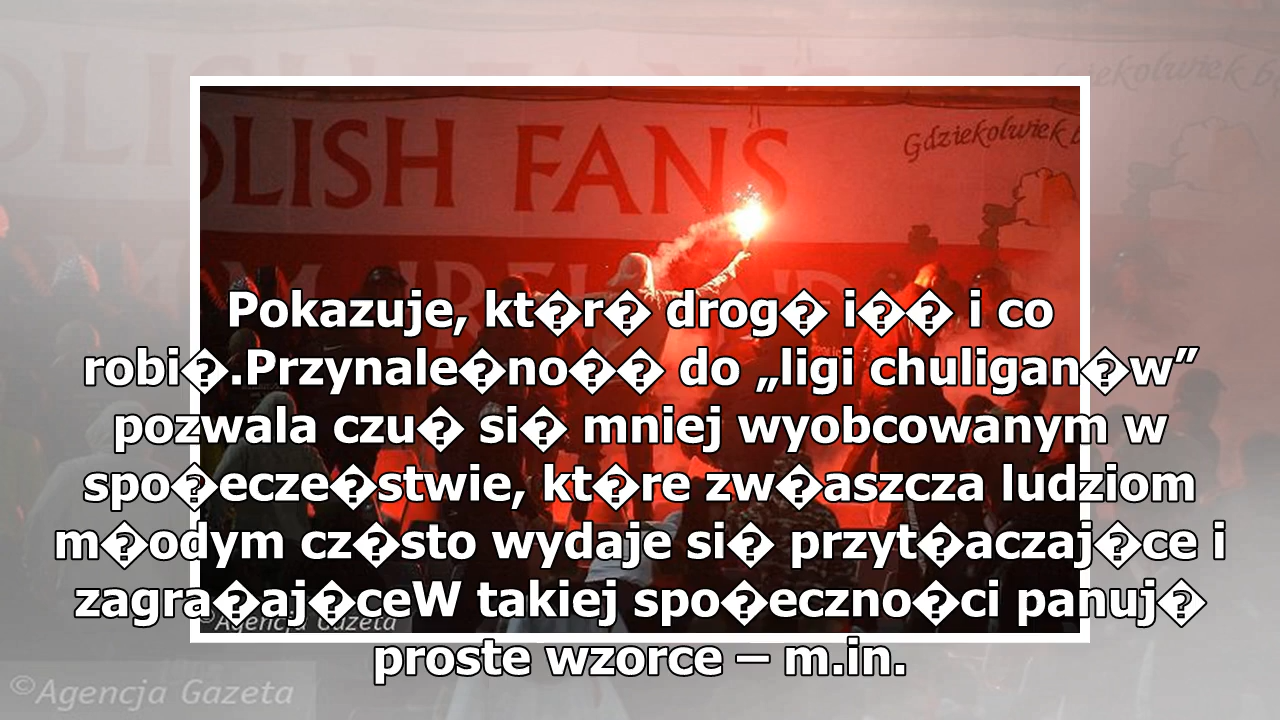 OLISH FANS
Gdziekolwiek b
Pokazuje, kt�r� drog� i�� i co
robi�.Przynale�no�� do „ligi chuligan�w”
pozwala czu� si� mniej wyobcowanym w
spo�ecze�stwie, kt�re zw�aszcza ludziom
m�odym cz�sto wydaje si� przyt�aczaj�ce i
zagra�aj�ceW takiej spo�eczno�ci panuj�
proste wzorce – m.in.
©Agencja Gazeta
©Agencja Gazeta